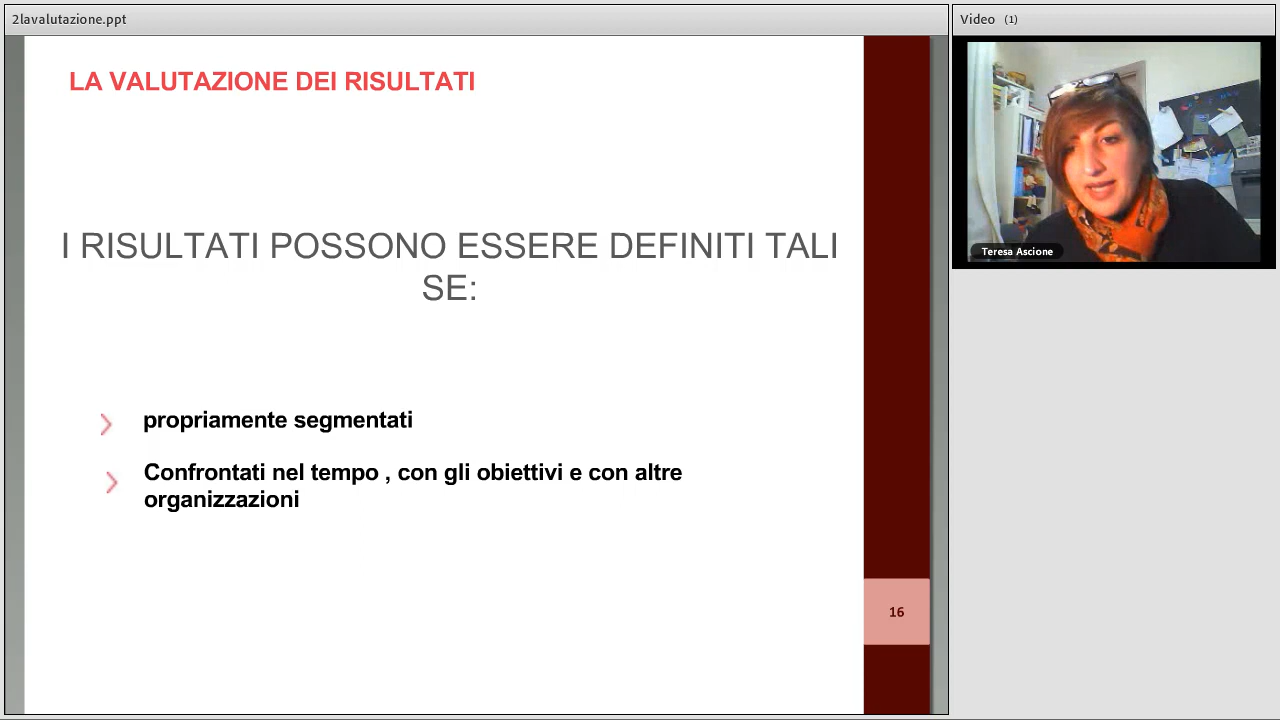 2lavalutazione.ppt
Video (1)
LA VALUTAZIONE DEI RISULTATI
I RISULTATI POSSONO ESSERE DEFINITI TALI
SE:
propriamente segmentati
Confrontati nel tempo , con gli obiettivi e con altre
organizzazioni
16
Teresa Ascione